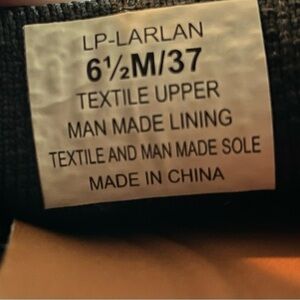 LP-LARLAN
6½M/37
TEXTILE UPPER
MAN MADE LINING
TEXTILE AND MAN MADE SOLE
MADE IN CHINA